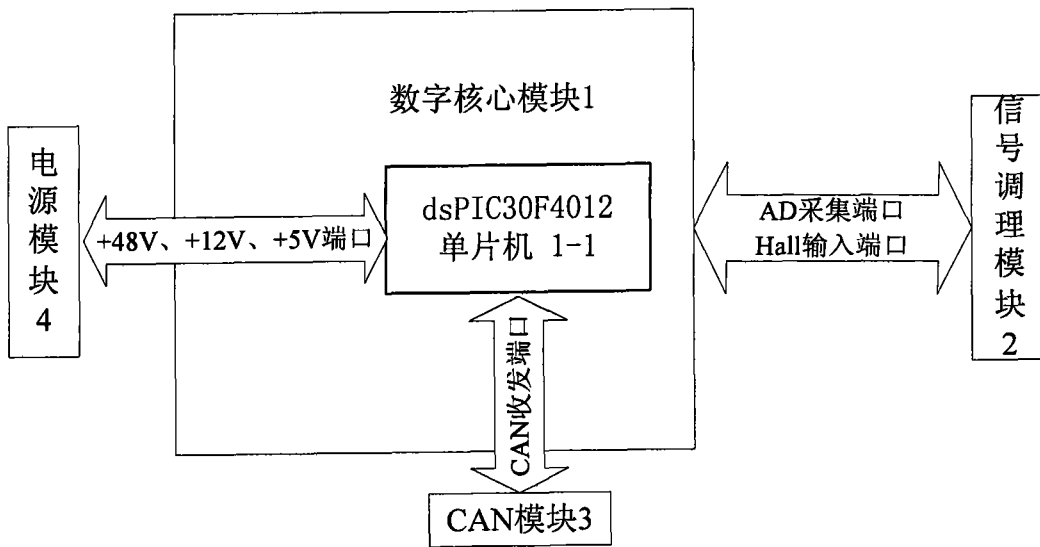 数字核心模块1
电源模块4
+48V、+12V、+5V端口
dsPIC30F4012
单片机 1-1
AD采集端口
Hall输入端口
信号调理模块2
CAN收发端口
CAN模块3